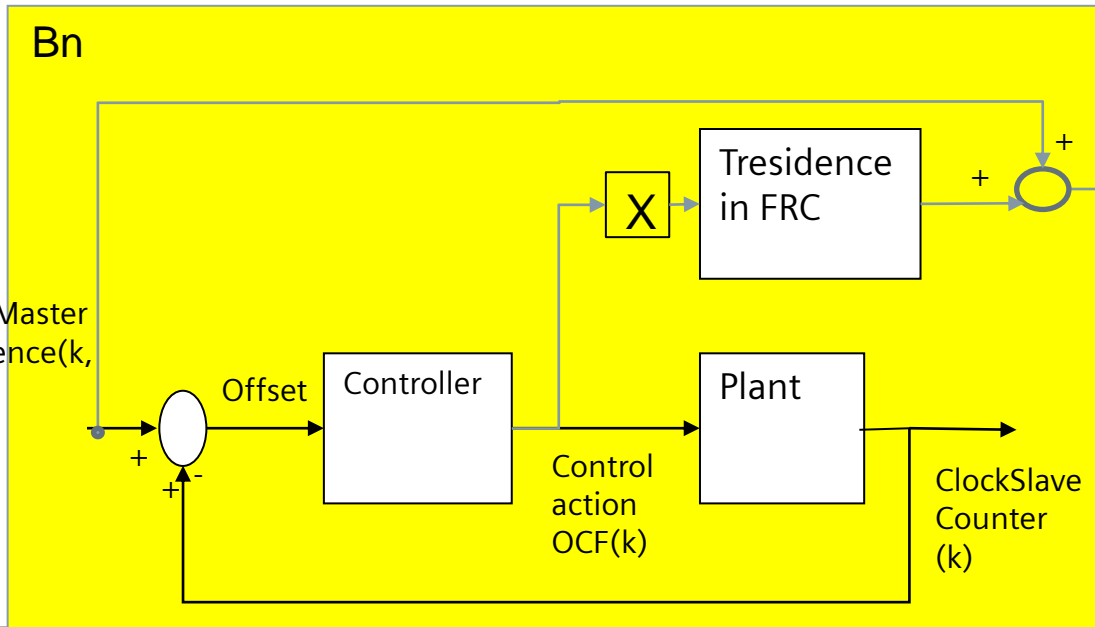 Bn
+
+
Tresidence
in FRC
X
Master
ence(k,
Offset
Controller
Plant
+
+
-
Control
action
OCF(k)
ClockSlave
Counter
(k)